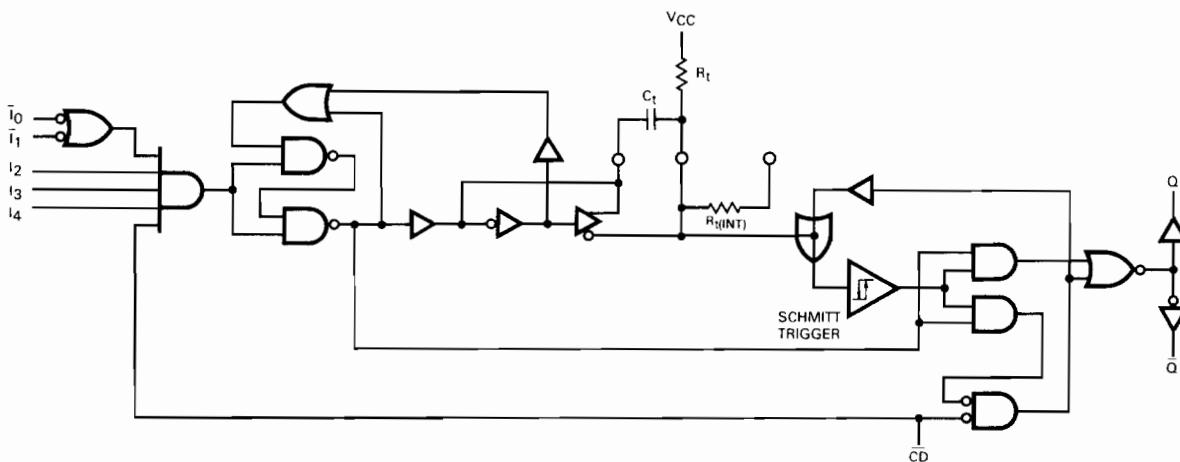 VCC
Rt
Ct
Ī0
Ī1
I2
I3
I4
Rt(INT)
SCHMITT
TRIGGER
Q
Q̄
C̄D̄